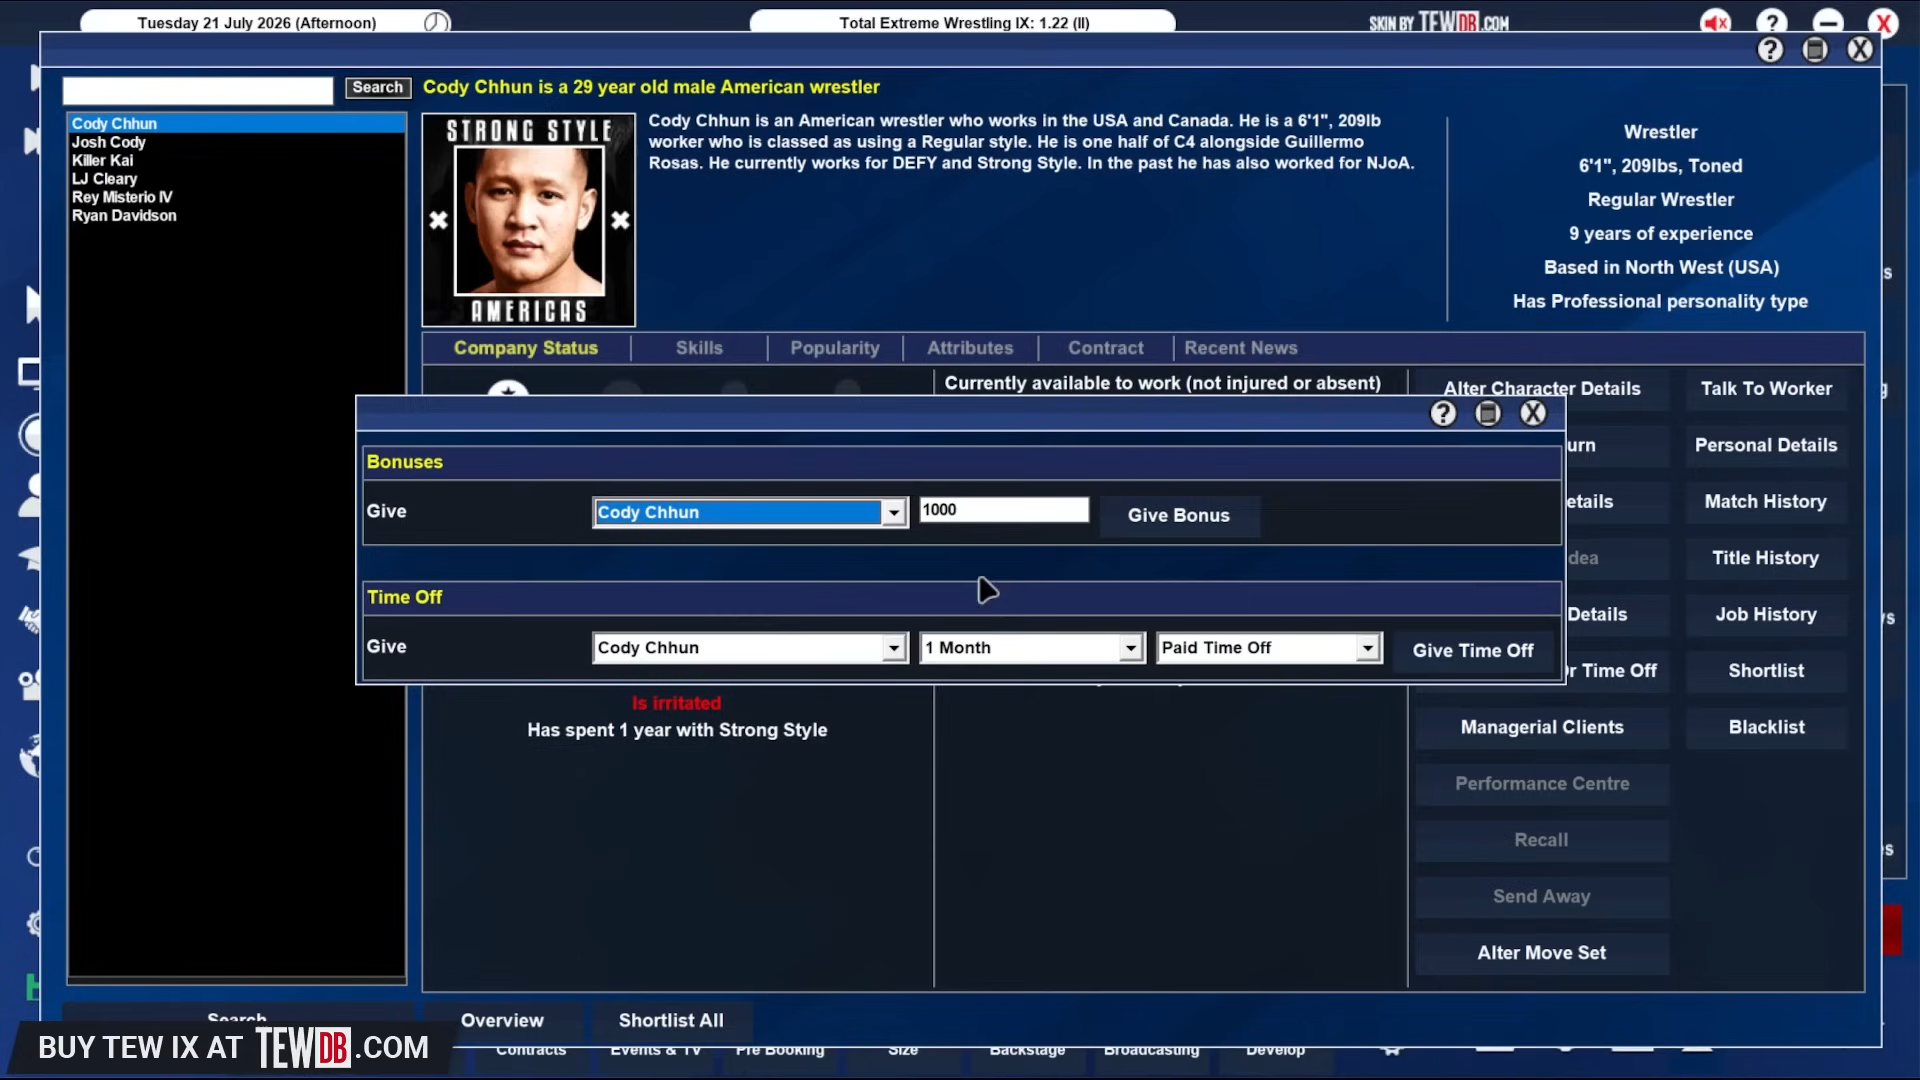 Tuesday 21 July 2026 (Afternoon)
Total Extreme Wrestling IX: 1.22 (II)
SKIN BY TEWDB.COM
Search
Cody Chhun is a 29 year old male American wrestler
Cody Chhun
Josh Cody
Killer Kai
LJ Cleary
Rey Misterio IV
Ryan Davidson
STRONG STYLE
AMERICAS
Cody Chhun is an American wrestler who works in the USA and Canada. He is a 6'1", 209lb
worker who is classed as using a Regular style. He is one half of C4 alongside Guillermo
Rosas. He currently works for DEFY and Strong Style. In the past he has also worked for NJoA.
Wrestler
6'1", 209lbs, Toned
Regular Wrestler
9 years of experience
Based in North West (USA)
Has Professional personality type
Company Status
Skills
Popularity
Attributes
Contract
Recent News
Currently available to work (not injured or absent)
Alter Character Details
Talk To Worker
urn
Personal Details
etails
Match History
dea
Title History
Details
Job History
r Time Off
Shortlist
Managerial Clients
Blacklist
Performance Centre
Recall
Send Away
Alter Move Set
Bonuses
Give
Cody Chhun
1000
Give Bonus
Time Off
Give
Cody Chhun
1 Month
Paid Time Off
Give Time Off
Is irritated
Has spent 1 year with Strong Style
Search
Overview
Shortlist All
Contracts
Events & TV
Pre Booking
Size
Backstage
Broadcasting
Develop
BUY TEW IX AT TEWDB.COM